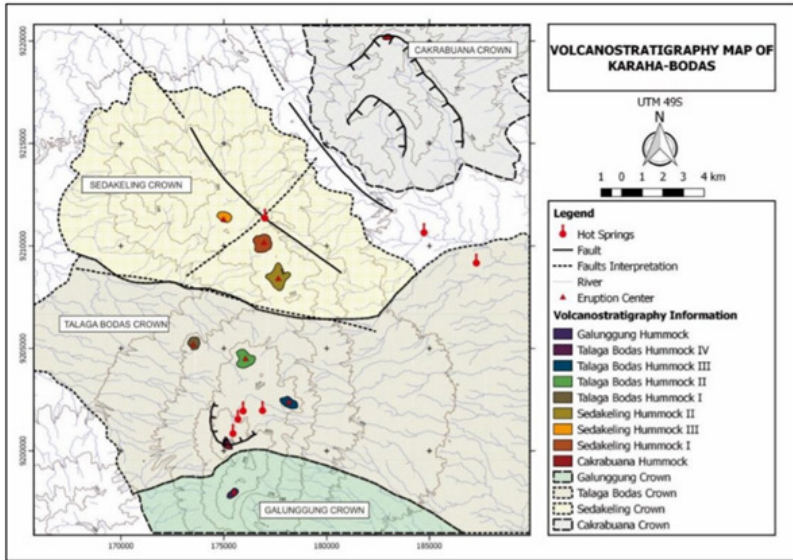 VOLCANOSTRATIGRAPHY MAP OF
KARAHA-BODAS
UTM 49S
N
1 0 1 2 3 4 km
Legend
Hot Springs
Fault
Faults Interpretation
River
Eruption Center
Volcanostratigraphy Information
Galunggung Hummock
Talaga Bodas Hummock IV
Talaga Bodas Hummock III
Talaga Bodas Hummock II
Talaga Bodas Hummock I
Sedakeling Hummock II
Sedakeling Hummock III
Sedakeling Hummock I
Cakrabuana Hummock
Galunggung Crown
Talaga Bodas Crown
Sedakeling Crown
Cakrabuana Crown
CAKRABUANA CROWN
SEDAKELING CROWN
TALAGA BODAS CROWN
GALUNGGUNG CROWN
9220000
9215000
9210000
9205000
9200000
170000
175000
180000
185000